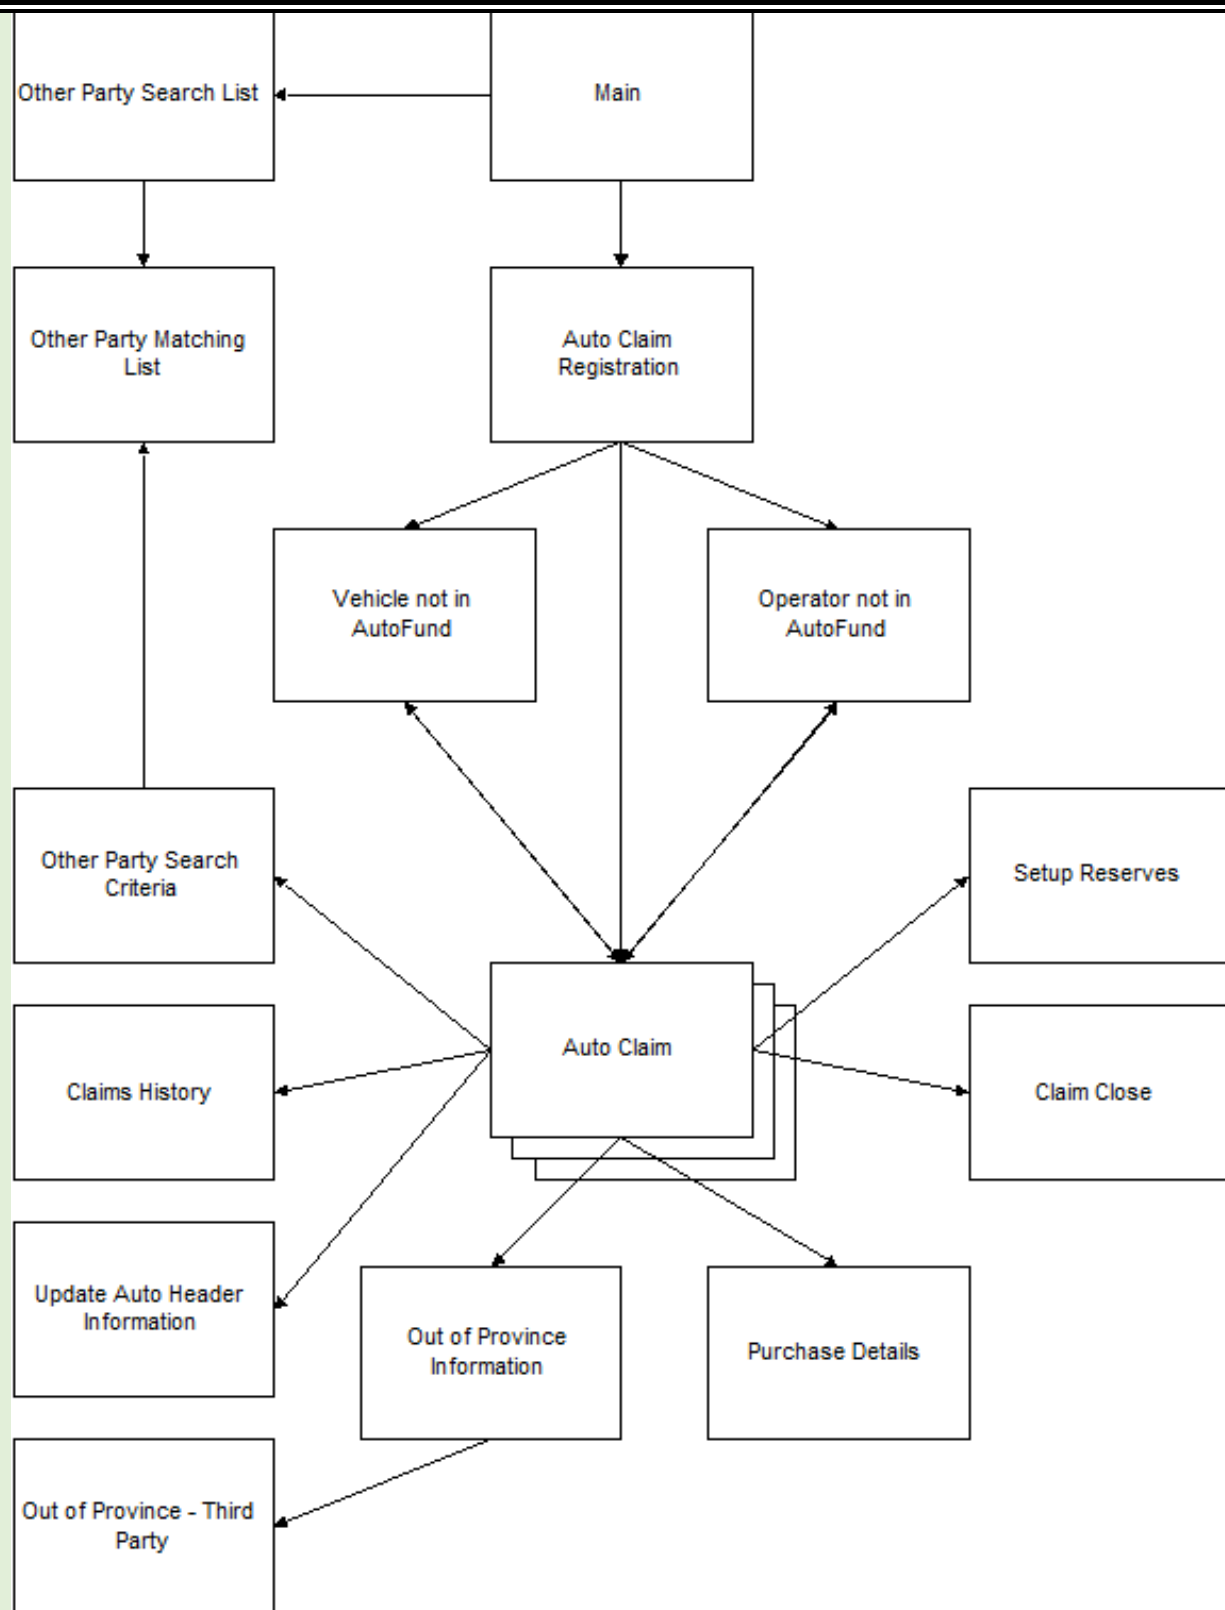 Other Party Search List
Main
Other Party Matching
List
Auto Claim
Registration
Vehicle not in
AutoFund
Operator not in
AutoFund
Other Party Search
Criteria
Setup Reserves
Auto Claim
Claims History
Claim Close
Update Auto Header
Information
Out of Province
Information
Purchase Details
Out of Province - Third
Party